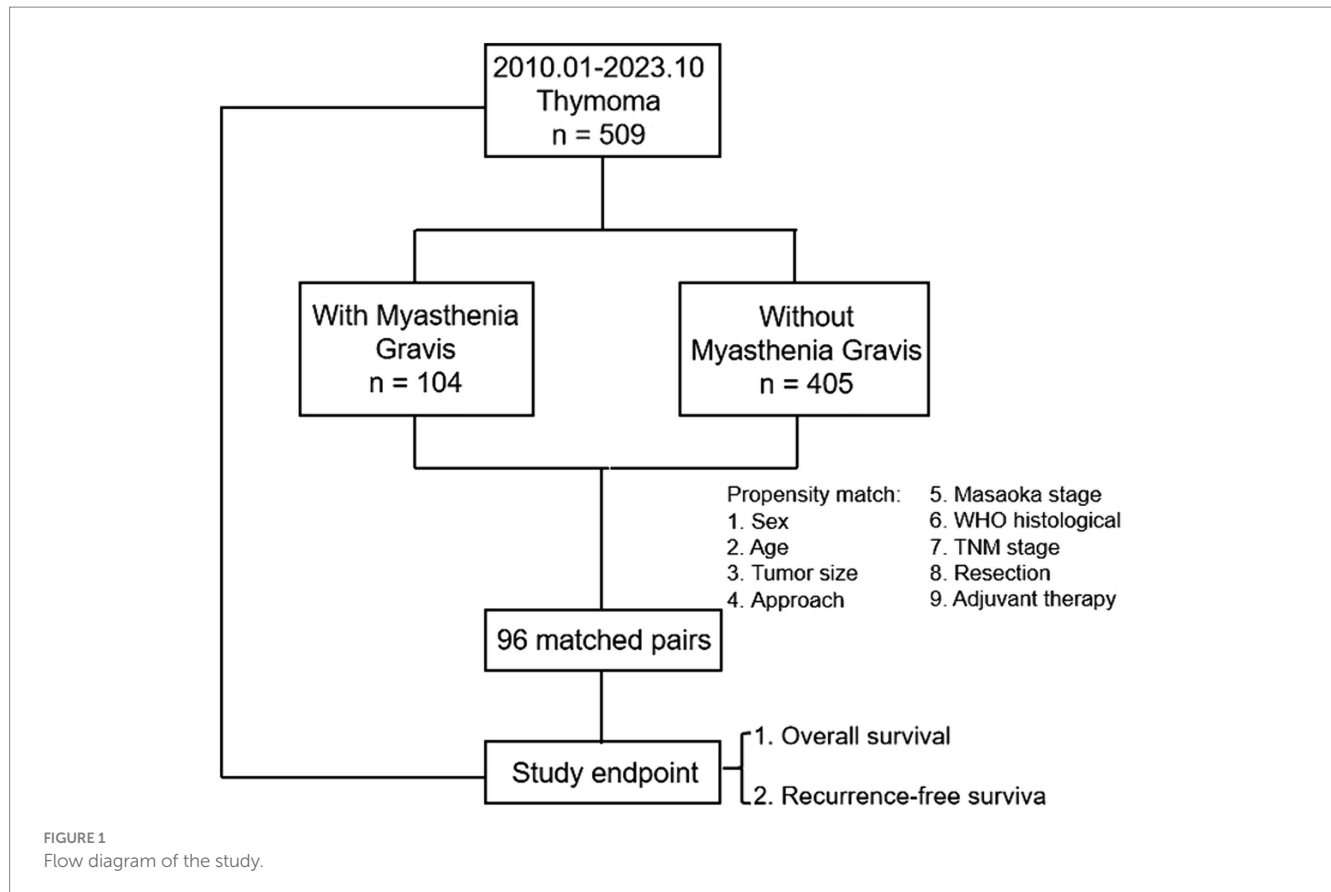 2010.01-2023.10
Thymoma
n = 509
With Myasthenia
Gravis
n = 104
Without
Myasthenia Gravis
n = 405
Propensity match:
1. Sex
2. Age
3. Tumor size
4. Approach
5. Masaoka stage
6. WHO histological
7. TNM stage
8. Resection
9. Adjuvant therapy
96 matched pairs
Study endpoint
1. Overall survival
2. Recurrence-free surviva
FIGURE 1
Flow diagram of the study.